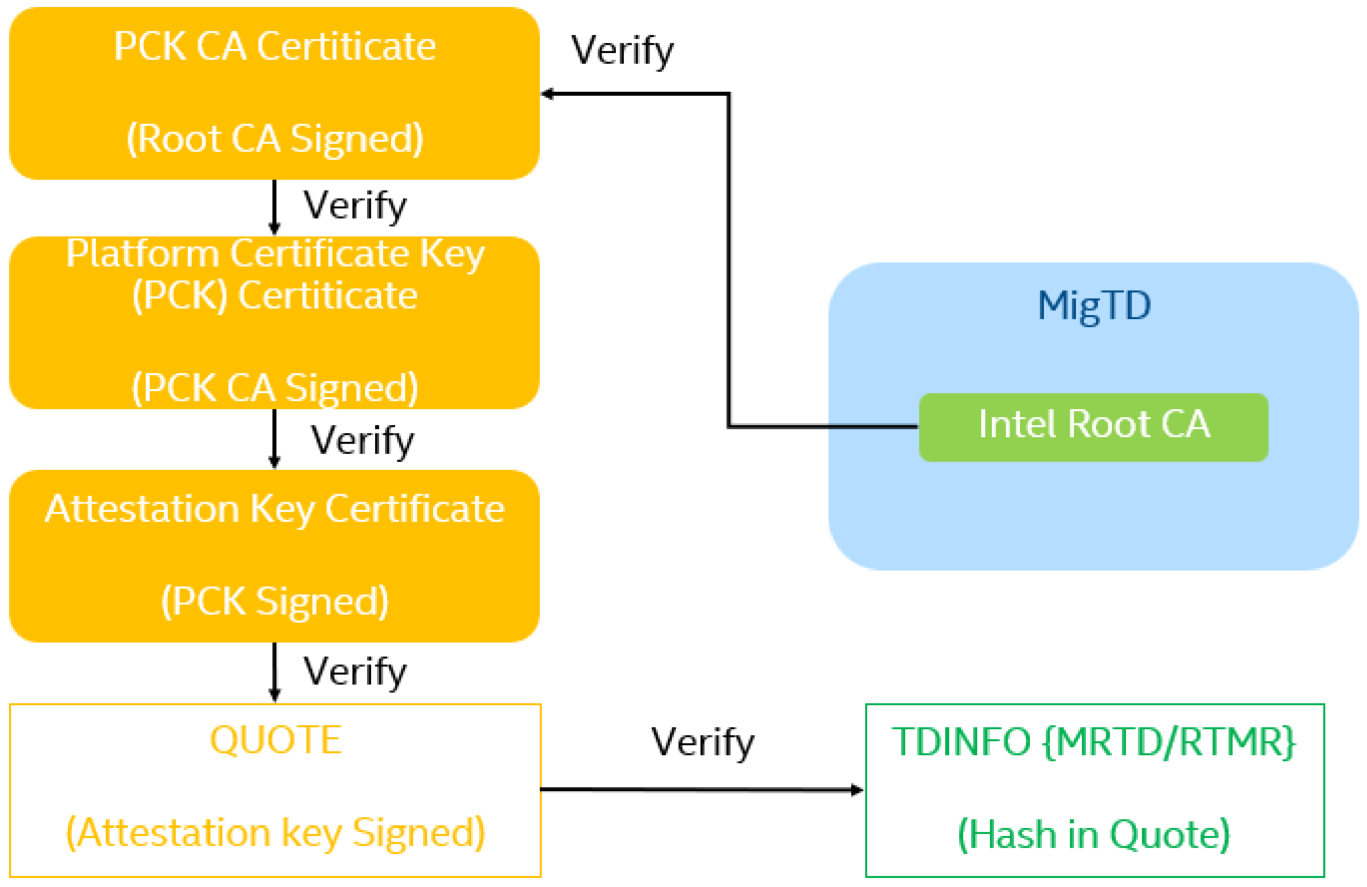 PCK CA Certiticate
(Root CA Signed)
Verify
Verify
Platform Certificate Key
(PCK) Certiticate
(PCK CA Signed)
MigTD
Intel Root CA
Verify
Attestation Key Certificate
(PCK Signed)
Verify
QUOTE
(Attestation key Signed)
Verify
TDINFO {MRTD/RTMR}
(Hash in Quote)